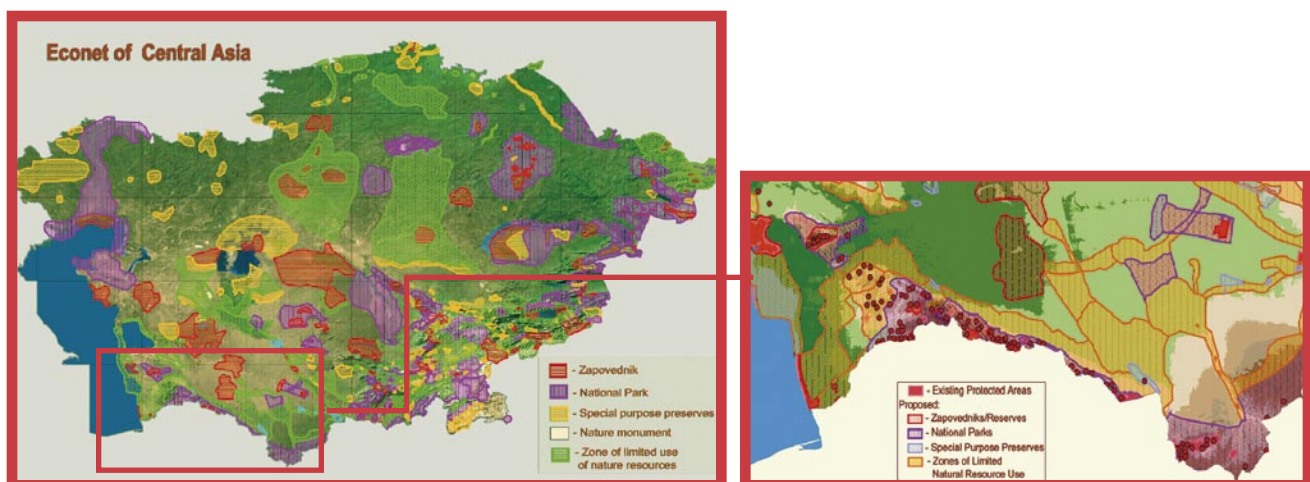 Econet of Central Asia
- Zapovednik
- National Park
- Special purpose preserves
- Nature monument
- Zone of limited use
of nature resources
- Existing Protected Areas
Proposed:
- Zapovedniks/Reserves
- National Parks
- Special Purpose Preserves
- Zones of Limited
Natural Resource Use